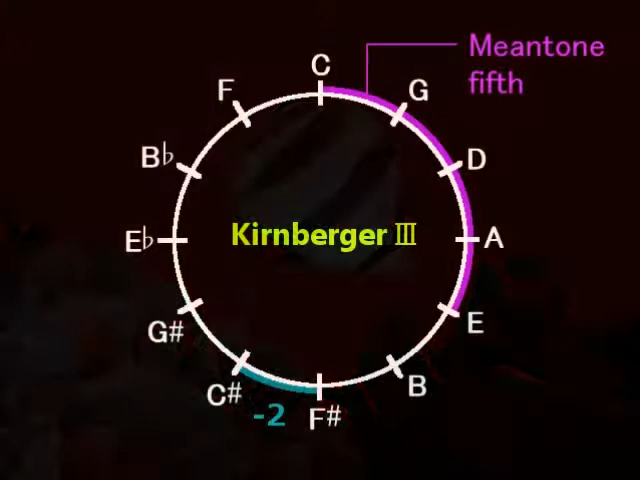 Meantone
fifth
C
G
D
A
E
B
F#
-2
C#
G#
E♭
B♭
F
Kirnberger Ⅲ